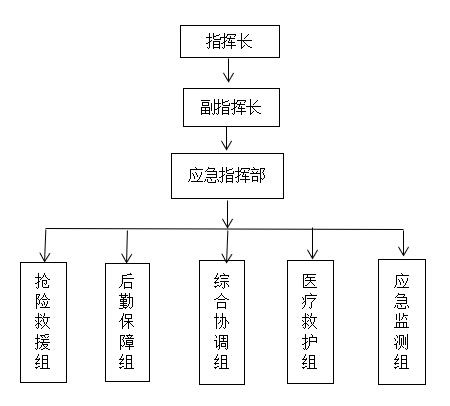 指挥长
副指挥长
应急指挥部
抢险救援组
后勤保障组
综合协调组
医疗救护组
应急监测组